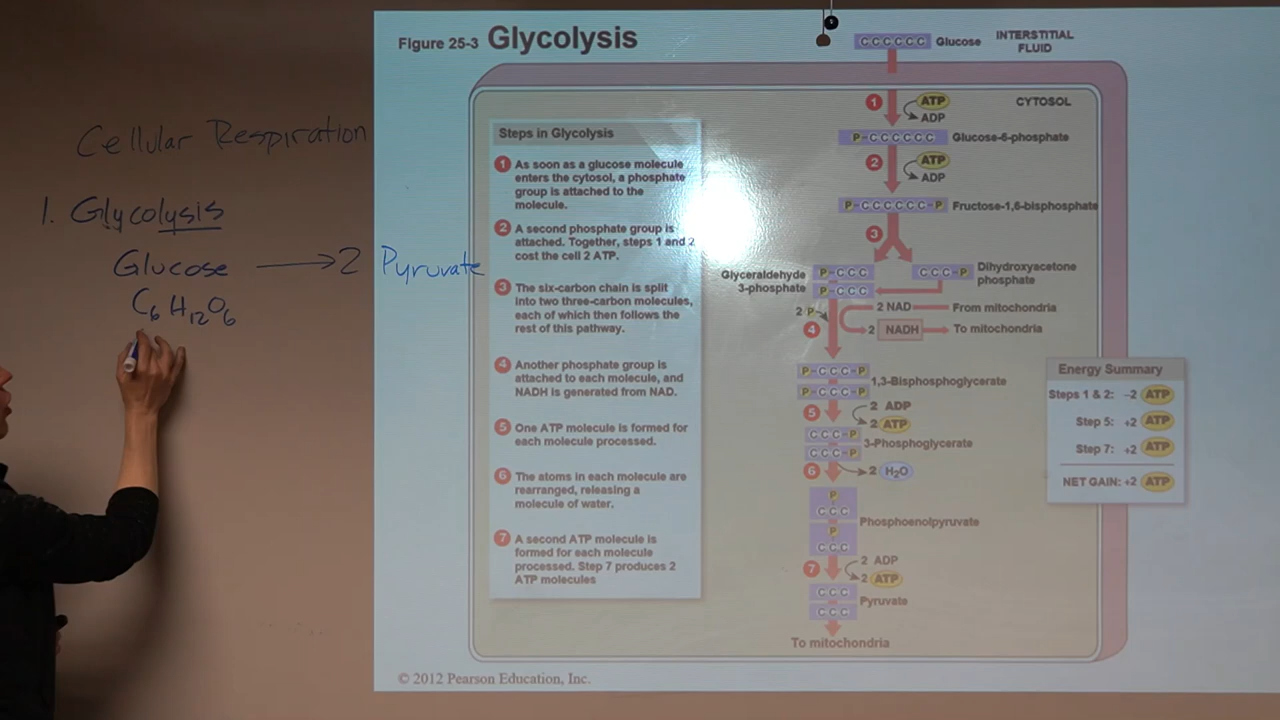 Cellular Respiration
1. Glycolysis
Glucose → 2 Pyruvate
C6 H12 O6
Figure 25-3 Glycolysis
Glucose
INTERSTITIAL
FLUID
CCCCCC
CYTOSOL
1
ATP
ADP
P-CCCCCC
Glucose-6-phosphate
2
ATP
ADP
P-CCCCCC-P
Fructose-1,6-bisphosphate
3
Glyceraldehyde
3-phosphate
P-CCC
P-CCC
CCC-P
Dihydroxyacetone
phosphate
2 P
2 NAD
From mitochondria
4
2 NADH
To mitochondria
P-CCC-P
P-CCC-P
1,3-Bisphosphoglycerate
5
2 ADP
2 ATP
CCC-P
CCC-P
3-Phosphoglycerate
6
2 H2O
P
CCC
P
CCC
Phosphoenolpyruvate
7
2 ADP
2 ATP
CCC
CCC
Pyruvate
To mitochondria
Steps in Glycolysis
1 As soon as a glucose molecule
enters the cytosol, a phosphate
group is attached to the
molecule.
2 A second phosphate group is
attached. Together, steps 1 and 2
cost the cell 2 ATP.
3 The six-carbon chain is split
into two three-carbon molecules,
each of which then follows the
rest of this pathway.
4 Another phosphate group is
attached to each molecule, and
NADH is generated from NAD.
5 One ATP molecule is formed for
each molecule processed.
6 The atoms in each molecule are
rearranged, releasing a
molecule of water.
7 A second ATP molecule is
formed for each molecule
processed. Step 7 produces 2
ATP molecules
Energy Summary
Steps 1 & 2: –2 ATP
Step 5: +2 ATP
Step 7: +2 ATP
NET GAIN: +2 ATP
© 2012 Pearson Education, Inc.